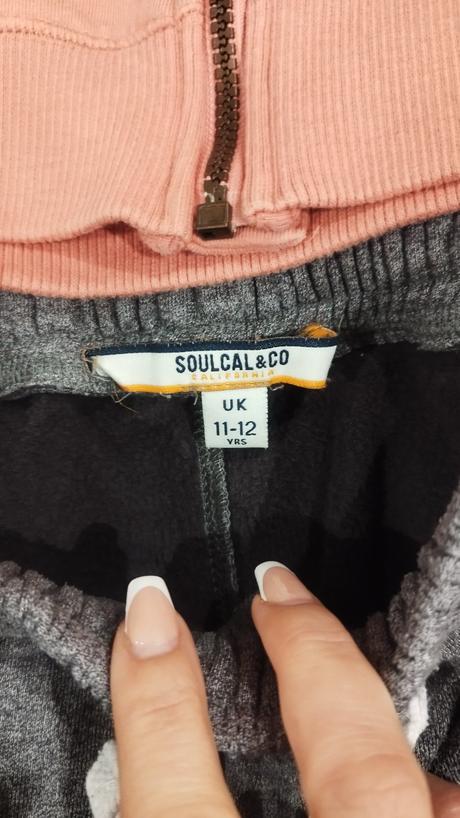 SOULCAL&CO
CALIFORNIA
UK
11-12
YRS